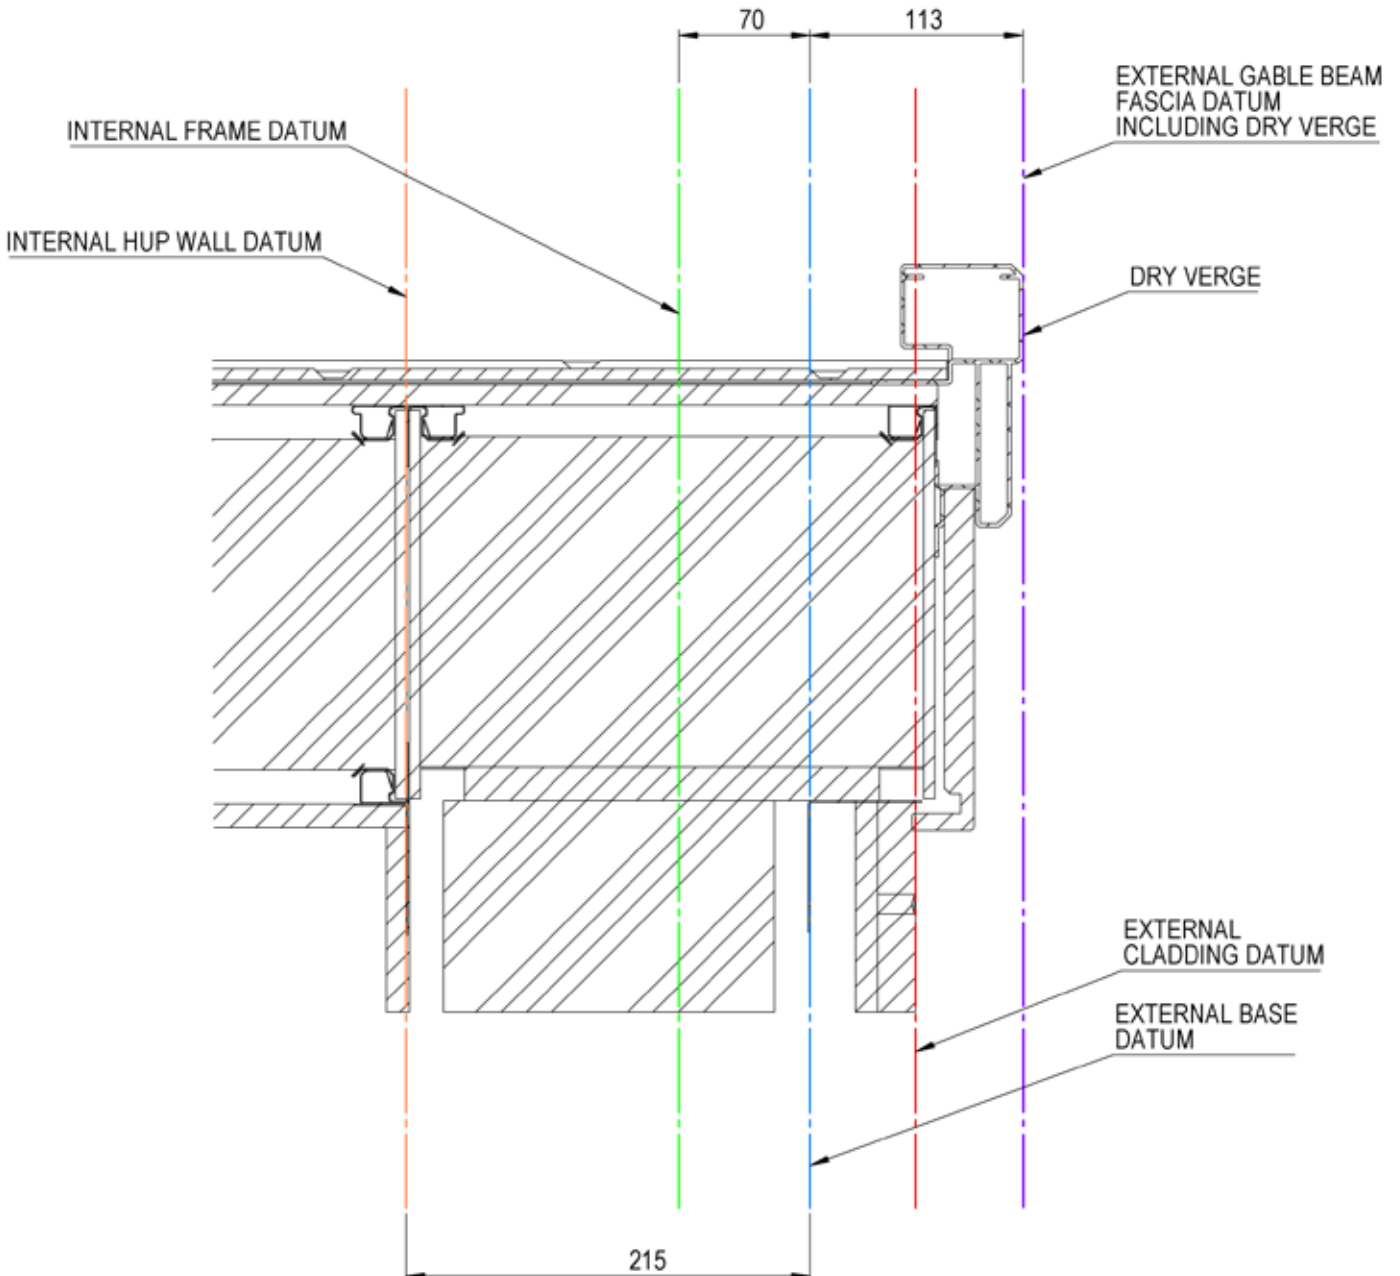 70
113
EXTERNAL GABLE BEAM
FASCIA DATUM
INCLUDING DRY VERGE
INTERNAL FRAME DATUM
INTERNAL HUP WALL DATUM
DRY VERGE
EXTERNAL
CLADDING DATUM
EXTERNAL BASE
DATUM
215